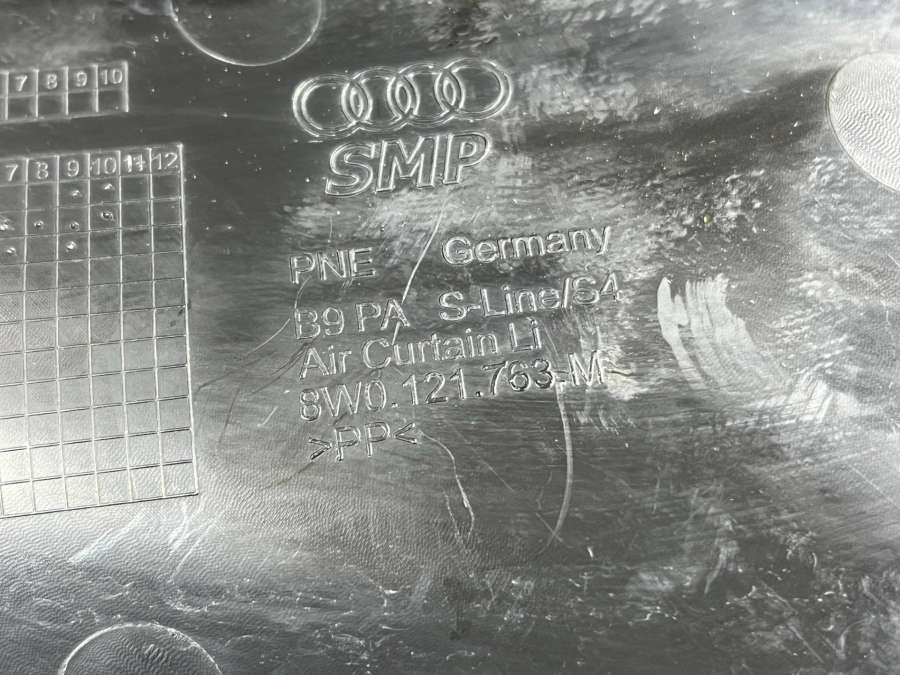 7 8 9 10
7 8 9 10 11 12
SMP
PNE Germany
B9 PA S-Line/S4
Air Curtain Li
8W0.121.763.M
>PP<